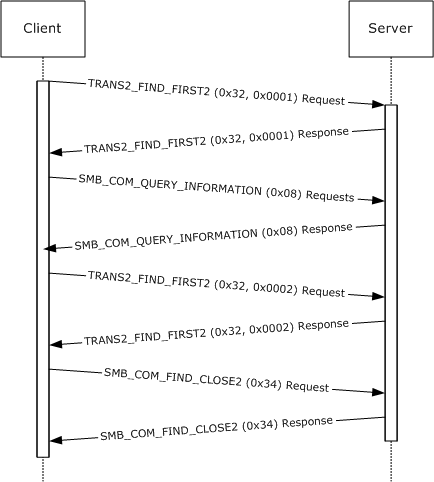 Client
Server
TRANS2_FIND_FIRST2 (0x32, 0x0001) Request
TRANS2_FIND_FIRST2 (0x32, 0x0001) Response
SMB_COM_QUERY_INFORMATION (0x08) Requests
SMB_COM_QUERY_INFORMATION (0x08) Response
TRANS2_FIND_FIRST2 (0x32, 0x0002) Request
TRANS2_FIND_FIRST2 (0x32, 0x0002) Response
SMB_COM_FIND_CLOSE2 (0x34) Request
SMB_COM_FIND_CLOSE2 (0x34) Response